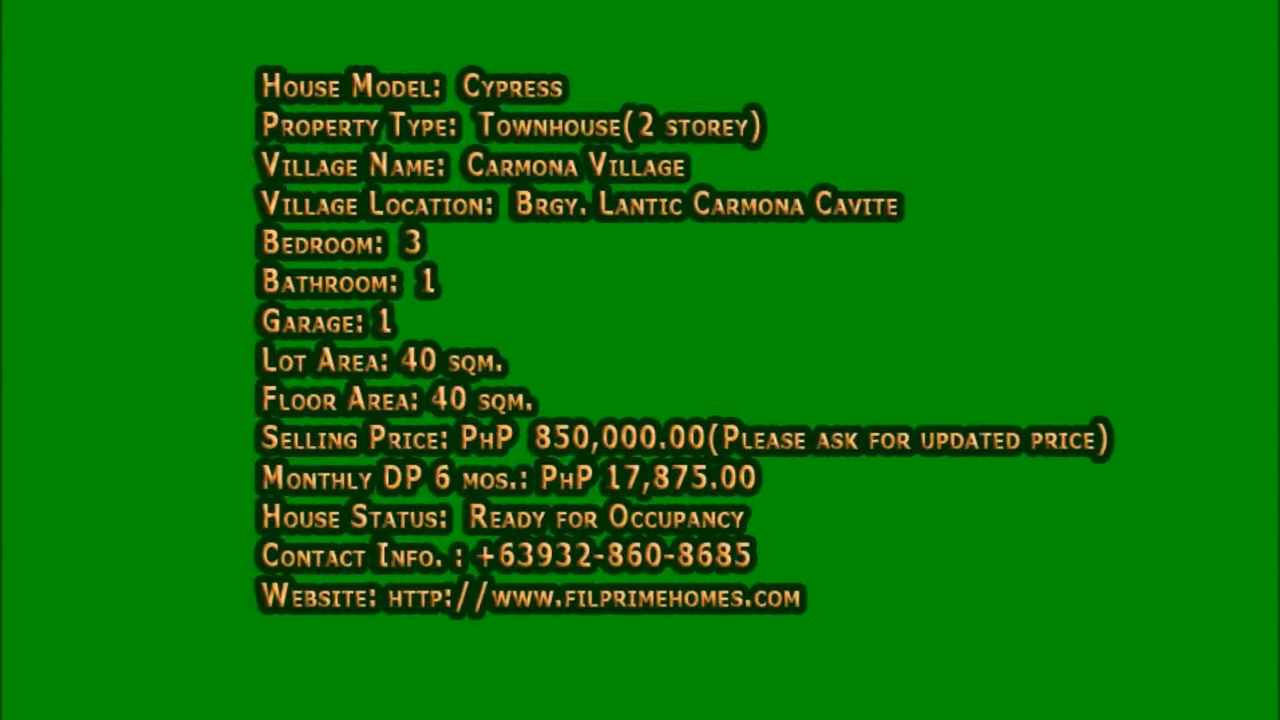 House Model: Cypress
Property Type: Townhouse(2 storey)
Village Name: Carmona Village
Village Location: Brgy. Lantic Carmona Cavite
Bedroom: 3
Bathroom: 1
Garage: 1
Lot Area: 40 sqm.
Floor Area: 40 sqm.
Selling Price: PhP 850,000.00(Please ask for updated price)
Monthly DP 6 mos.: PhP 17,875.00
House Status: Ready for Occupancy
Contact Info. : +63932-860-8685
Website: http://www.filprimehomes.com